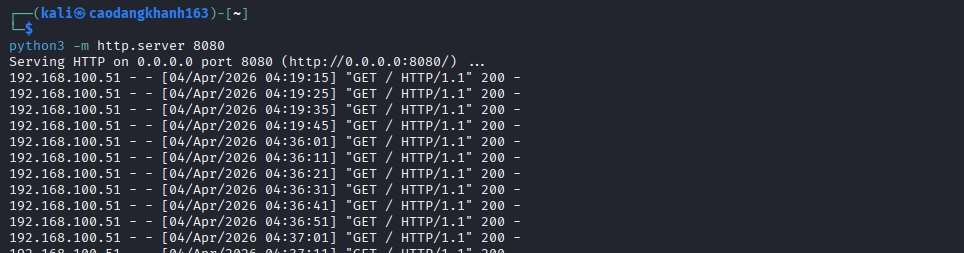 ┌──(kali㉿caodangkhanh163)-[~]
└─$
python3 -m http.server 8080
Serving HTTP on 0.0.0.0 port 8080 (http://0.0.0.0:8080/) ...
192.168.100.51 - - [04/Apr/2026 04:19:15] "GET / HTTP/1.1" 200 -
192.168.100.51 - - [04/Apr/2026 04:19:25] "GET / HTTP/1.1" 200 -
192.168.100.51 - - [04/Apr/2026 04:19:35] "GET / HTTP/1.1" 200 -
192.168.100.51 - - [04/Apr/2026 04:19:45] "GET / HTTP/1.1" 200 -
192.168.100.51 - - [04/Apr/2026 04:36:01] "GET / HTTP/1.1" 200 -
192.168.100.51 - - [04/Apr/2026 04:36:11] "GET / HTTP/1.1" 200 -
192.168.100.51 - - [04/Apr/2026 04:36:21] "GET / HTTP/1.1" 200 -
192.168.100.51 - - [04/Apr/2026 04:36:31] "GET / HTTP/1.1" 200 -
192.168.100.51 - - [04/Apr/2026 04:36:41] "GET / HTTP/1.1" 200 -
192.168.100.51 - - [04/Apr/2026 04:36:51] "GET / HTTP/1.1" 200 -
192.168.100.51 - - [04/Apr/2026 04:37:01] "GET / HTTP/1.1" 200 -
192.168.100.51 - - [04/Apr/2026 04:37:11] "GET / HTTP/1.1" 200